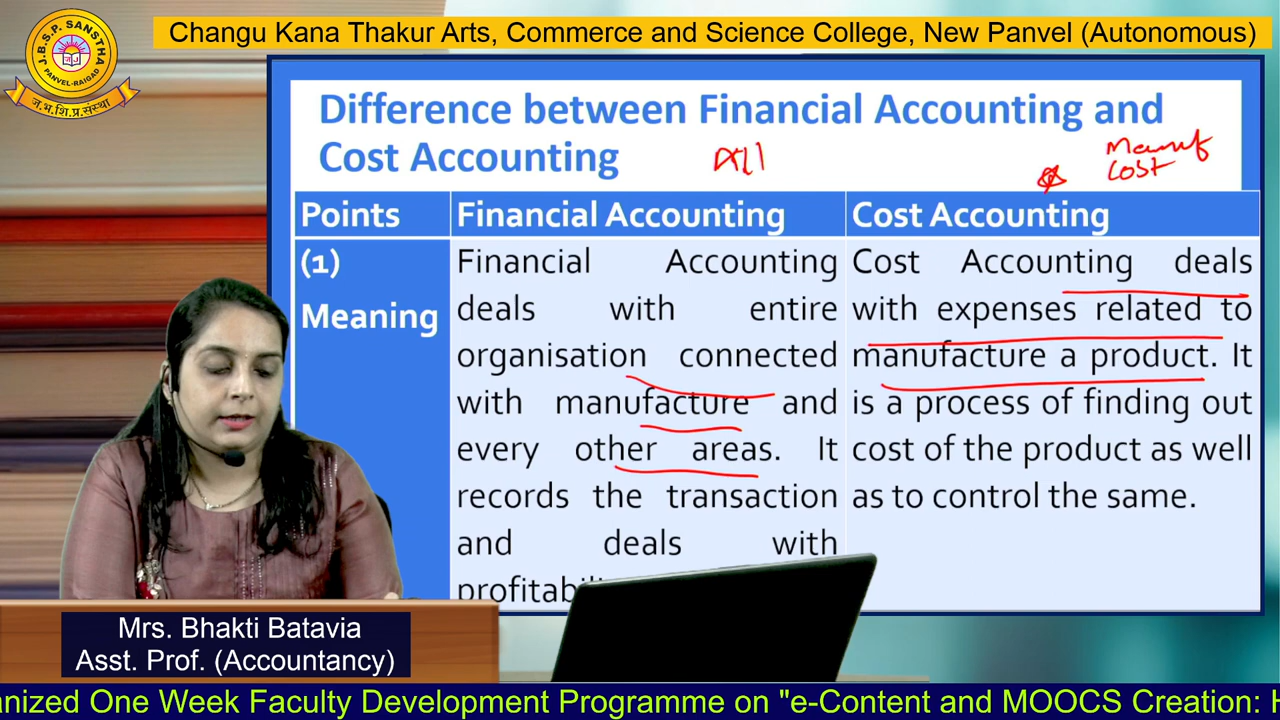 Changu Kana Thakur Arts, Commerce and Science College, New Panvel (Autonomous)
J.B.S.P. SANSTHA
PANVEL-RAIGAD
ज.भ.शि.प्र.संस्था
Difference between Financial Accounting and
Cost Accounting
All
Manuf
Cost
Points
Financial Accounting
Cost Accounting
(1)
Meaning
Financial Accounting
deals with entire
organisation connected
with manufacture and
every other areas. It
records the transaction
and deals with
Cost Accounting deals
with expenses related to
manufacture a product. It
is a process of finding out
cost of the product as well
as to control the same.
Mrs. Bhakti Batavia
Asst. Prof. (Accountancy)
One Week Faculty Development Programme on "e-Content and MOOCS Creation: